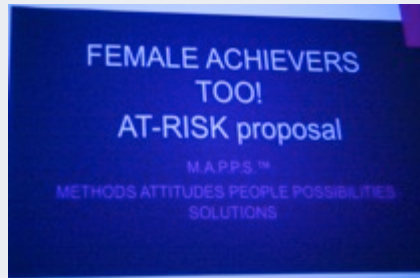 FEMALE ACHIEVERS
TOO!
AT-RISK proposal
M.A.P.P.S.™
METHODS ATTITUDES PEOPLE POSSIBILITIES
SOLUTIONS